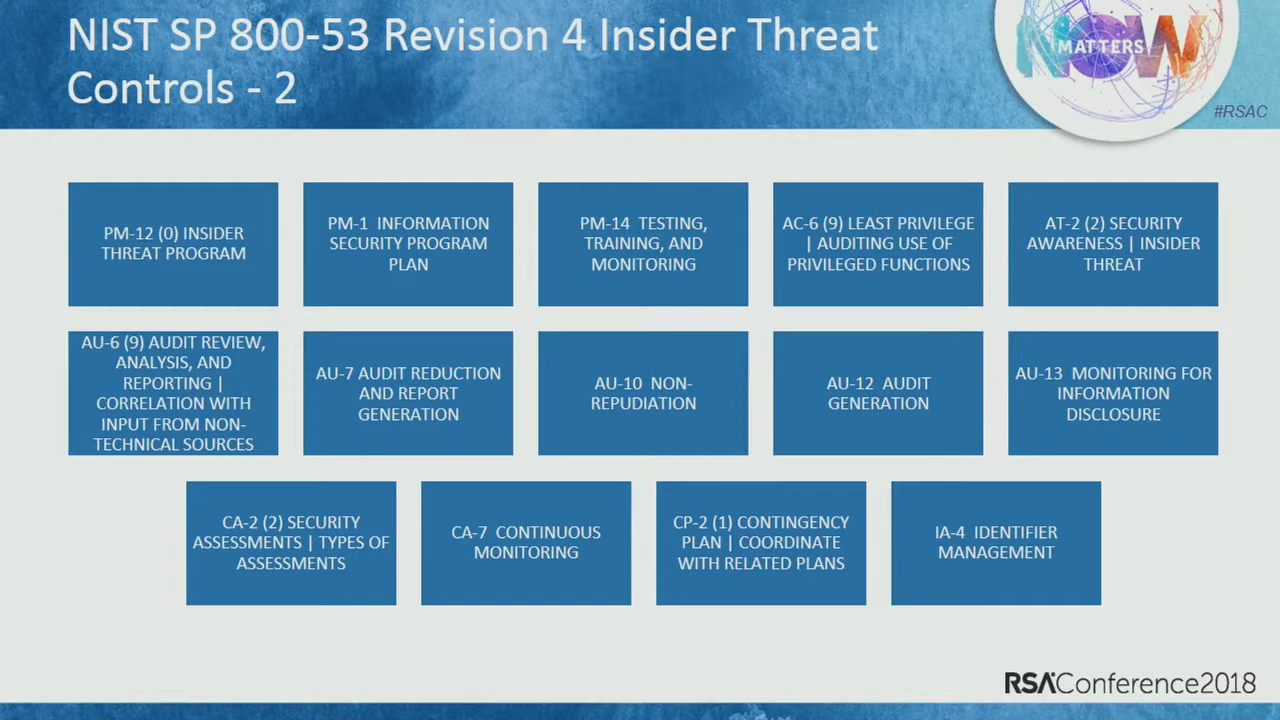 NIST SP 800-53 Revision 4 Insider Threat
Controls - 2
NOW
MATTERS
#RSAC
PM-12 (0) INSIDER
THREAT PROGRAM
PM-1 INFORMATION
SECURITY PROGRAM
PLAN
PM-14 TESTING,
TRAINING, AND
MONITORING
AC-6 (9) LEAST PRIVILEGE
| AUDITING USE OF
PRIVILEGED FUNCTIONS
AT-2 (2) SECURITY
AWARENESS | INSIDER
THREAT
AU-6 (9) AUDIT REVIEW,
ANALYSIS, AND
REPORTING |
CORRELATION WITH
INPUT FROM NON-
TECHNICAL SOURCES
AU-7 AUDIT REDUCTION
AND REPORT
GENERATION
AU-10 NON-
REPUDIATION
AU-12 AUDIT
GENERATION
AU-13 MONITORING FOR
INFORMATION
DISCLOSURE
CA-2 (2) SECURITY
ASSESSMENTS | TYPES OF
ASSESSMENTS
CA-7 CONTINUOUS
MONITORING
CP-2 (1) CONTINGENCY
PLAN | COORDINATE
WITH RELATED PLANS
IA-4 IDENTIFIER
MANAGEMENT
RSAConference2018